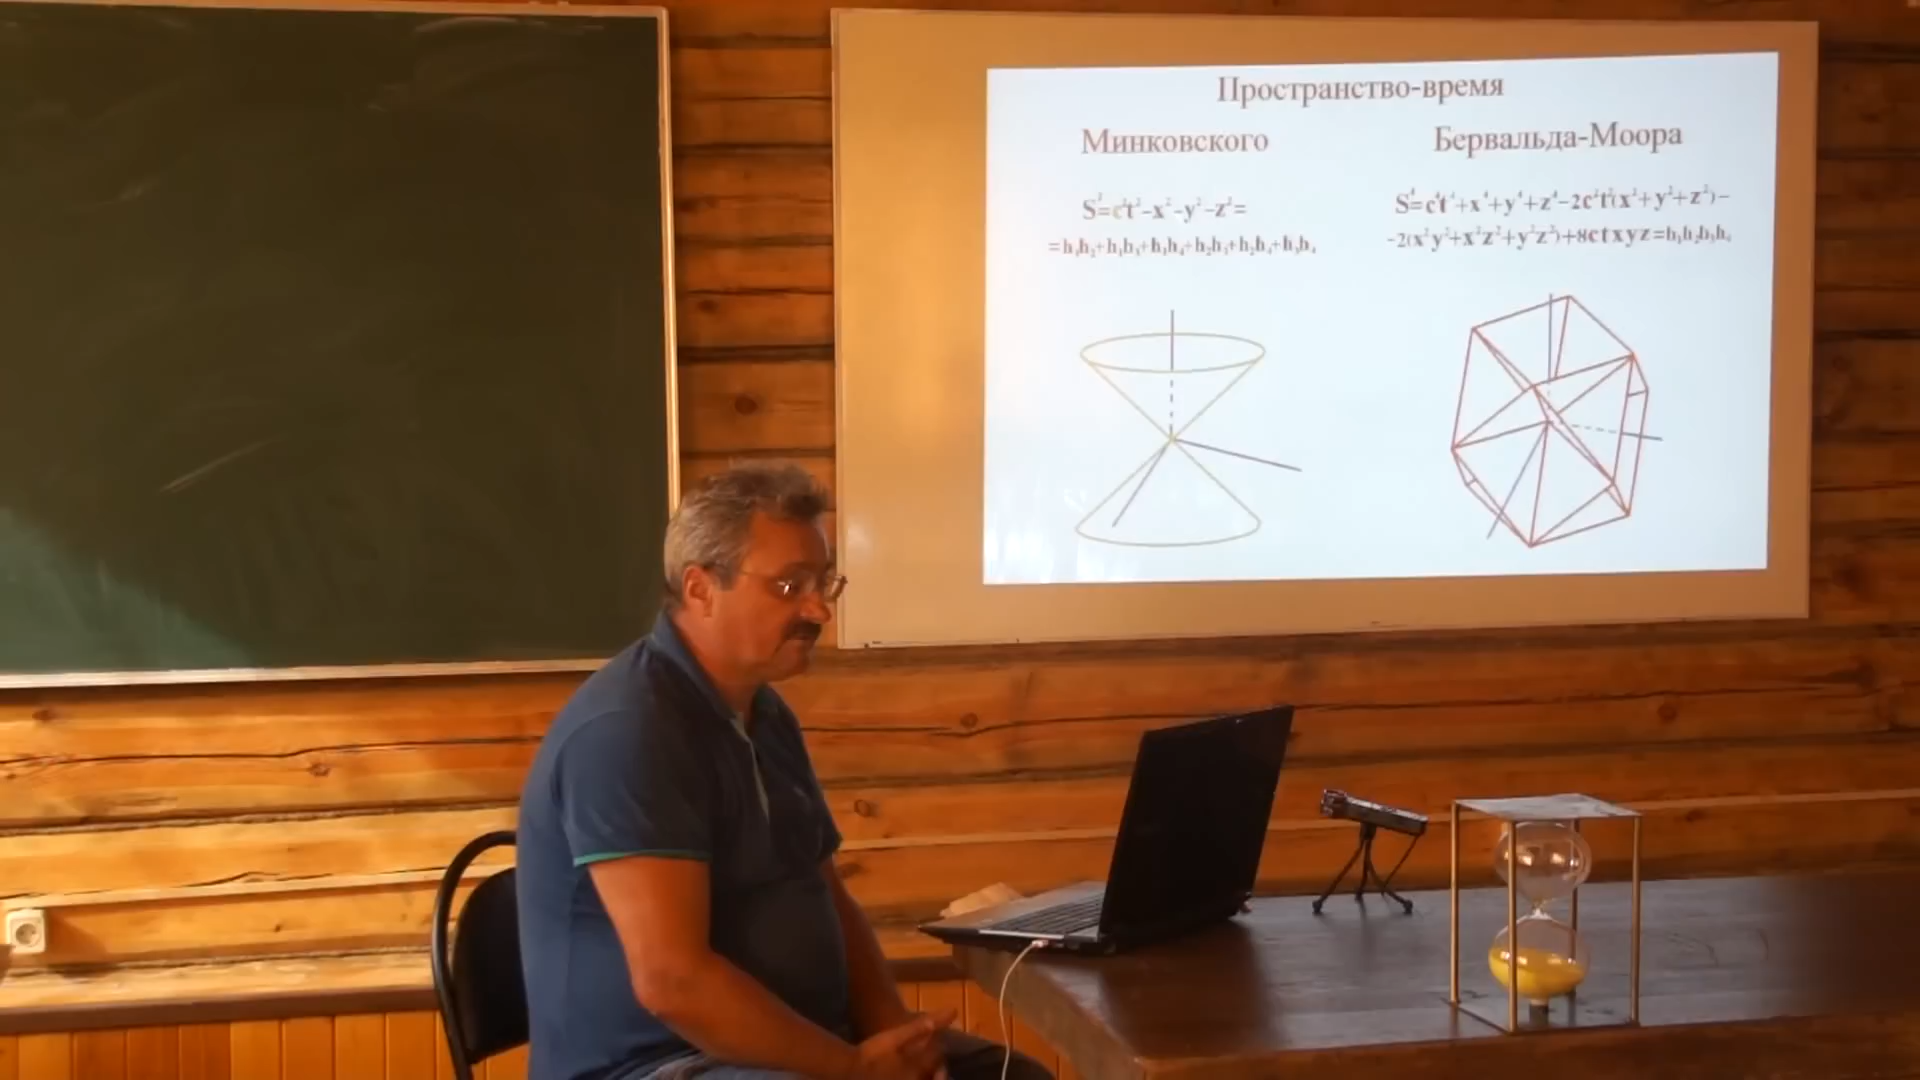 Пространство-время
Минковского
Бервальда-Моора
S²=c²t²-x²-y²-z²=
=h₁h₂+h₁h₃+h₁h₄+h₂h₃+h₂h₄+h₃h₄
S⁴=c⁴t⁴+x⁴+y⁴+z⁴-2c²t²(x²+y²+z²)-
-2(x²y²+x²z²+y²z²)+8ctxyz=h₁h₂h₃h₄